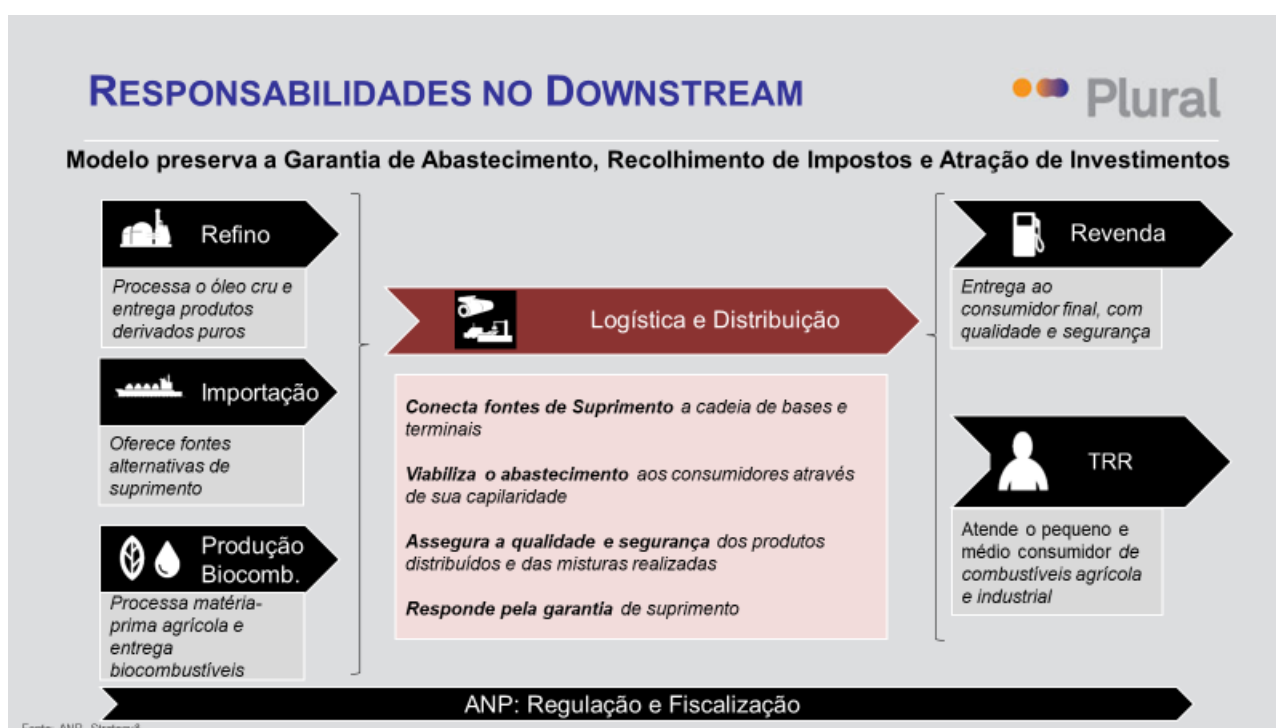 RESPONSABILIDADES NO DOWNSTREAM
Plural
Modelo preserva a Garantia de Abastecimento, Recolhimento de Impostos e Atração de Investimentos
Refino
Processa o óleo cru e
entrega produtos
derivados puros
Importação
Oferece fontes
alternativas de
suprimento
Produção
Biocomb.
Processa matéria-
prima agrícola e
entrega
biocombustíveis
Logística e Distribuição
Conecta fontes de Suprimento a cadeia de bases e
terminais
Viabiliza o abastecimento aos consumidores através
de sua capilaridade
Assegura a qualidade e segurança dos produtos
distribuídos e das misturas realizadas
Responde pela garantia de suprimento
Revenda
Entrega ao
consumidor final, com
qualidade e segurança
TRR
Atende o pequeno e
médio consumidor de
combustíveis agrícola
e industrial
ANP: Regulação e Fiscalização
Fonte: ANP,